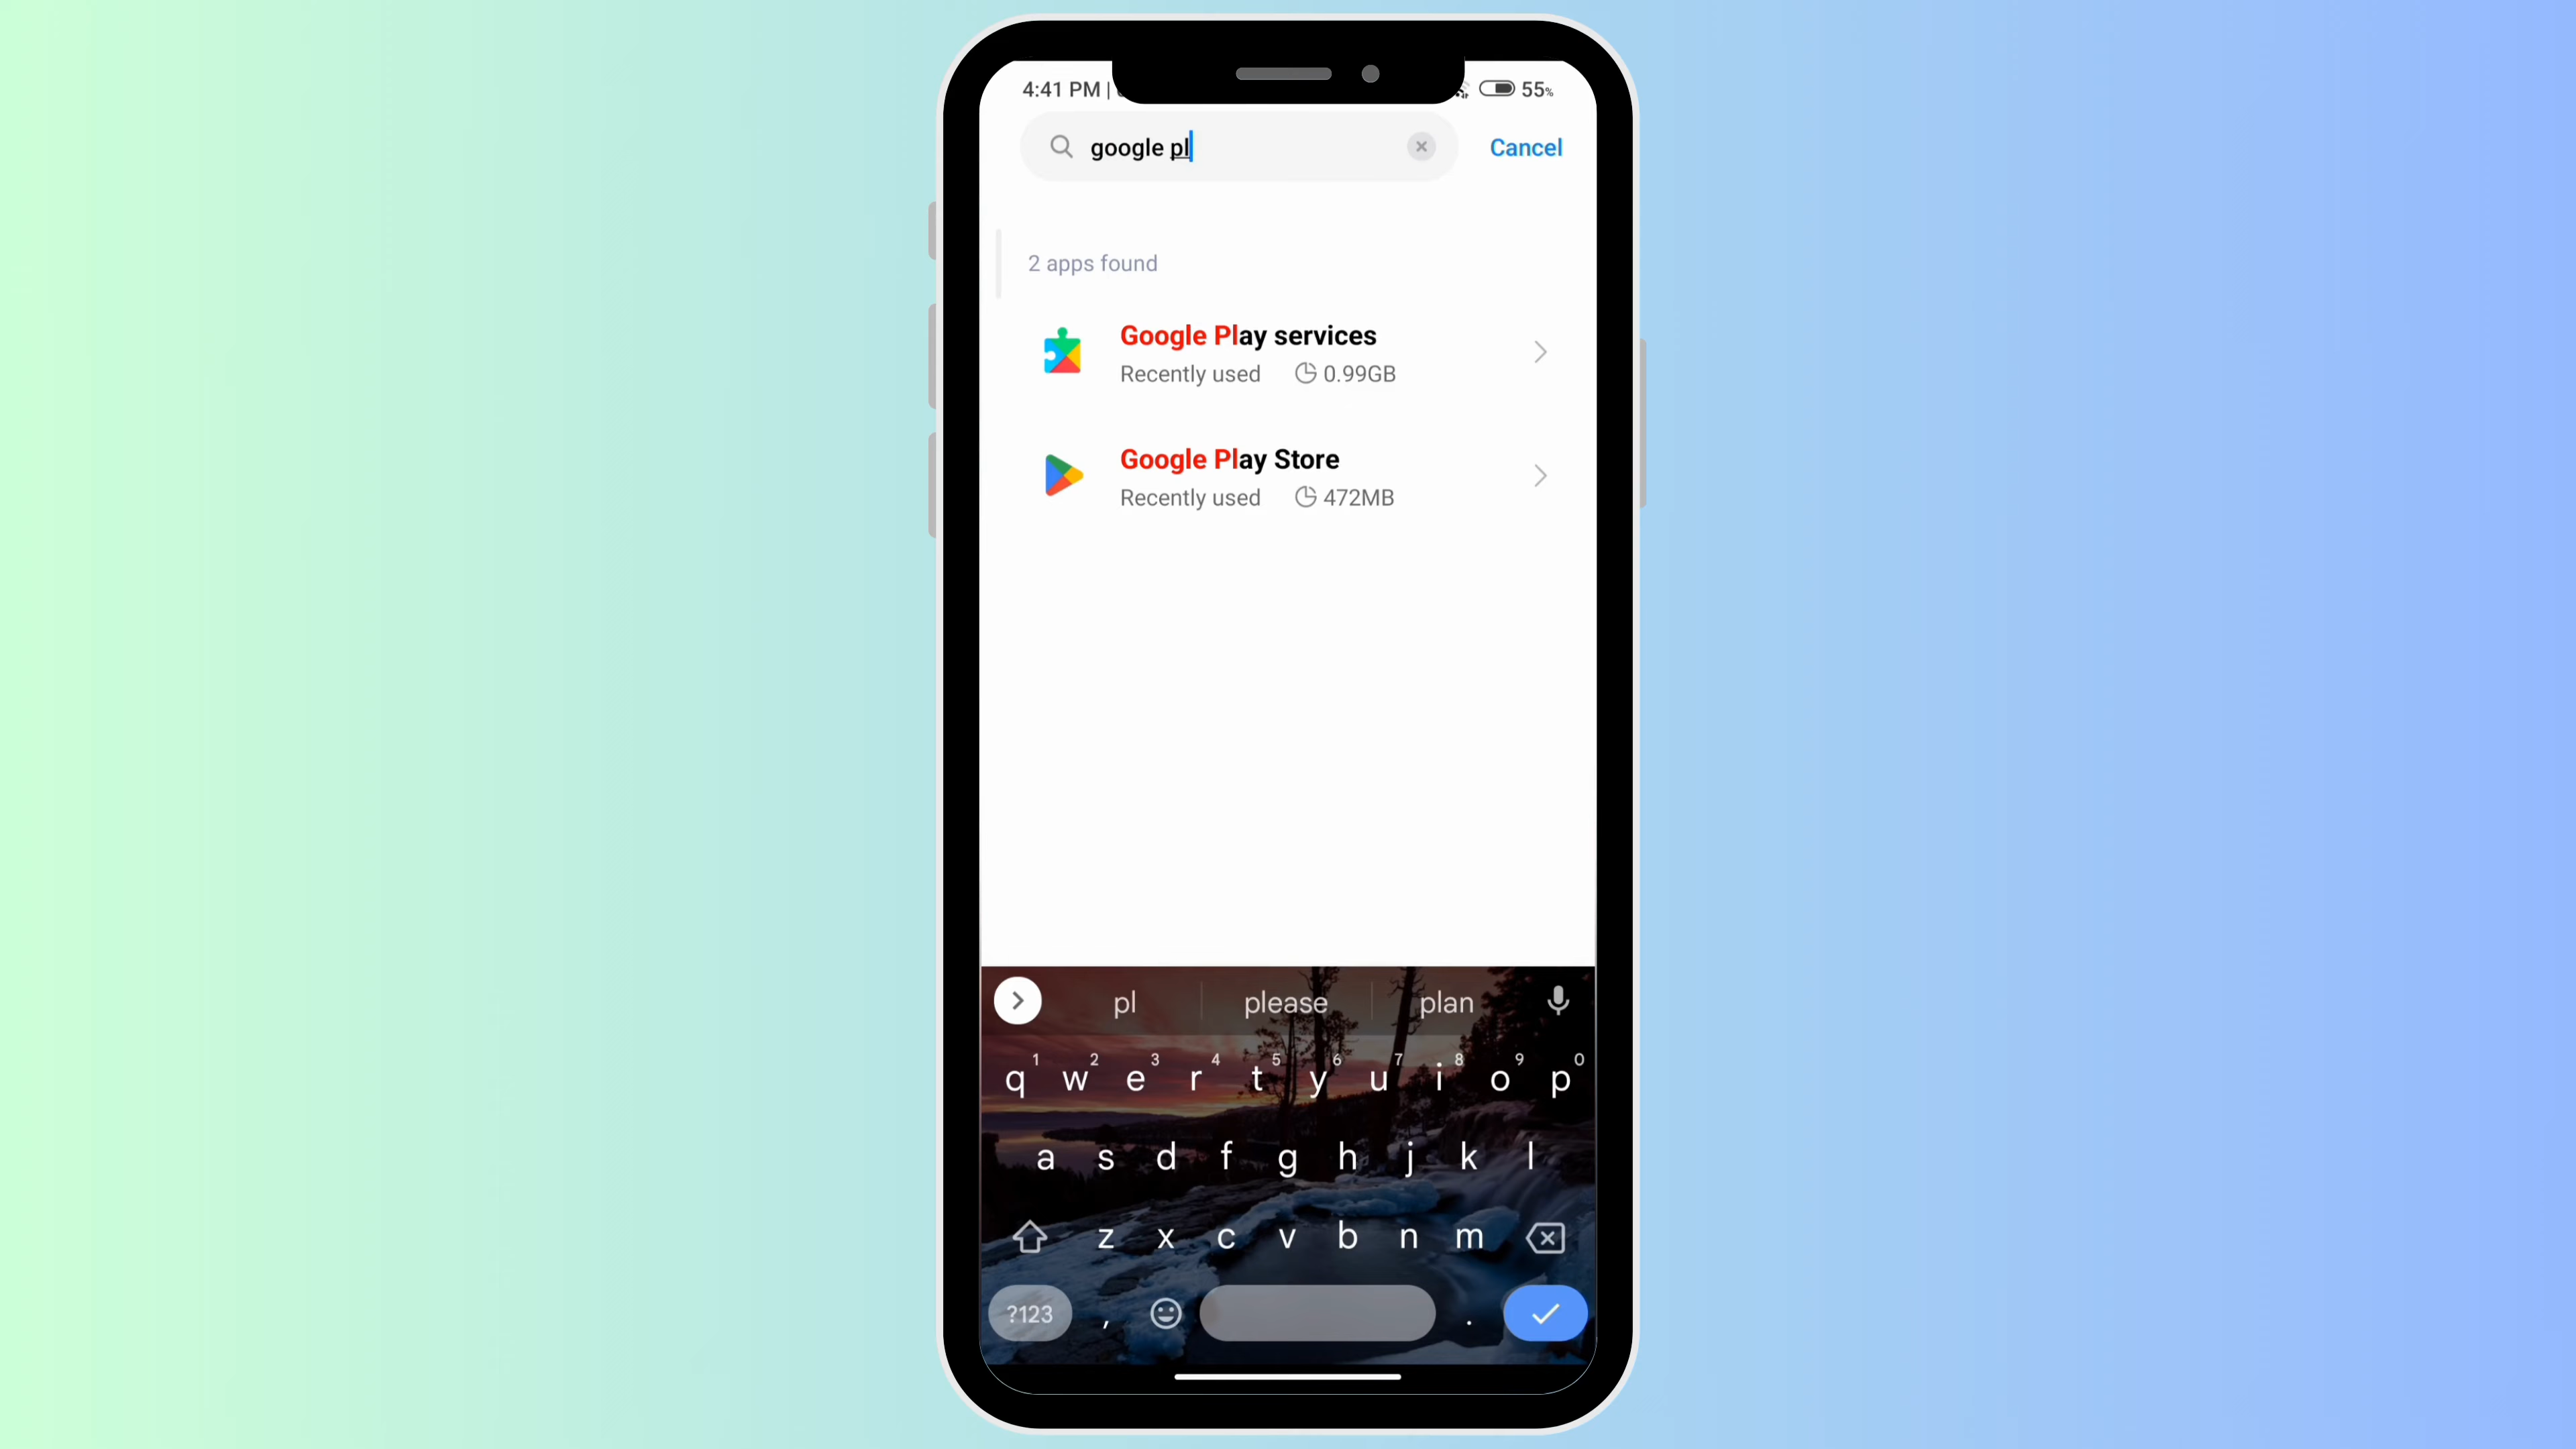 4:41 PM |
55%
google pl
Cancel
2 apps found
Google Play services
Recently used 0.99GB
Google Play Store
Recently used 472MB
pl please plan
1 2 3 4 5 6 7 8 9 0
q w e r t y u i o p
a s d f g h j k l
z x c v b n m
?123 , .